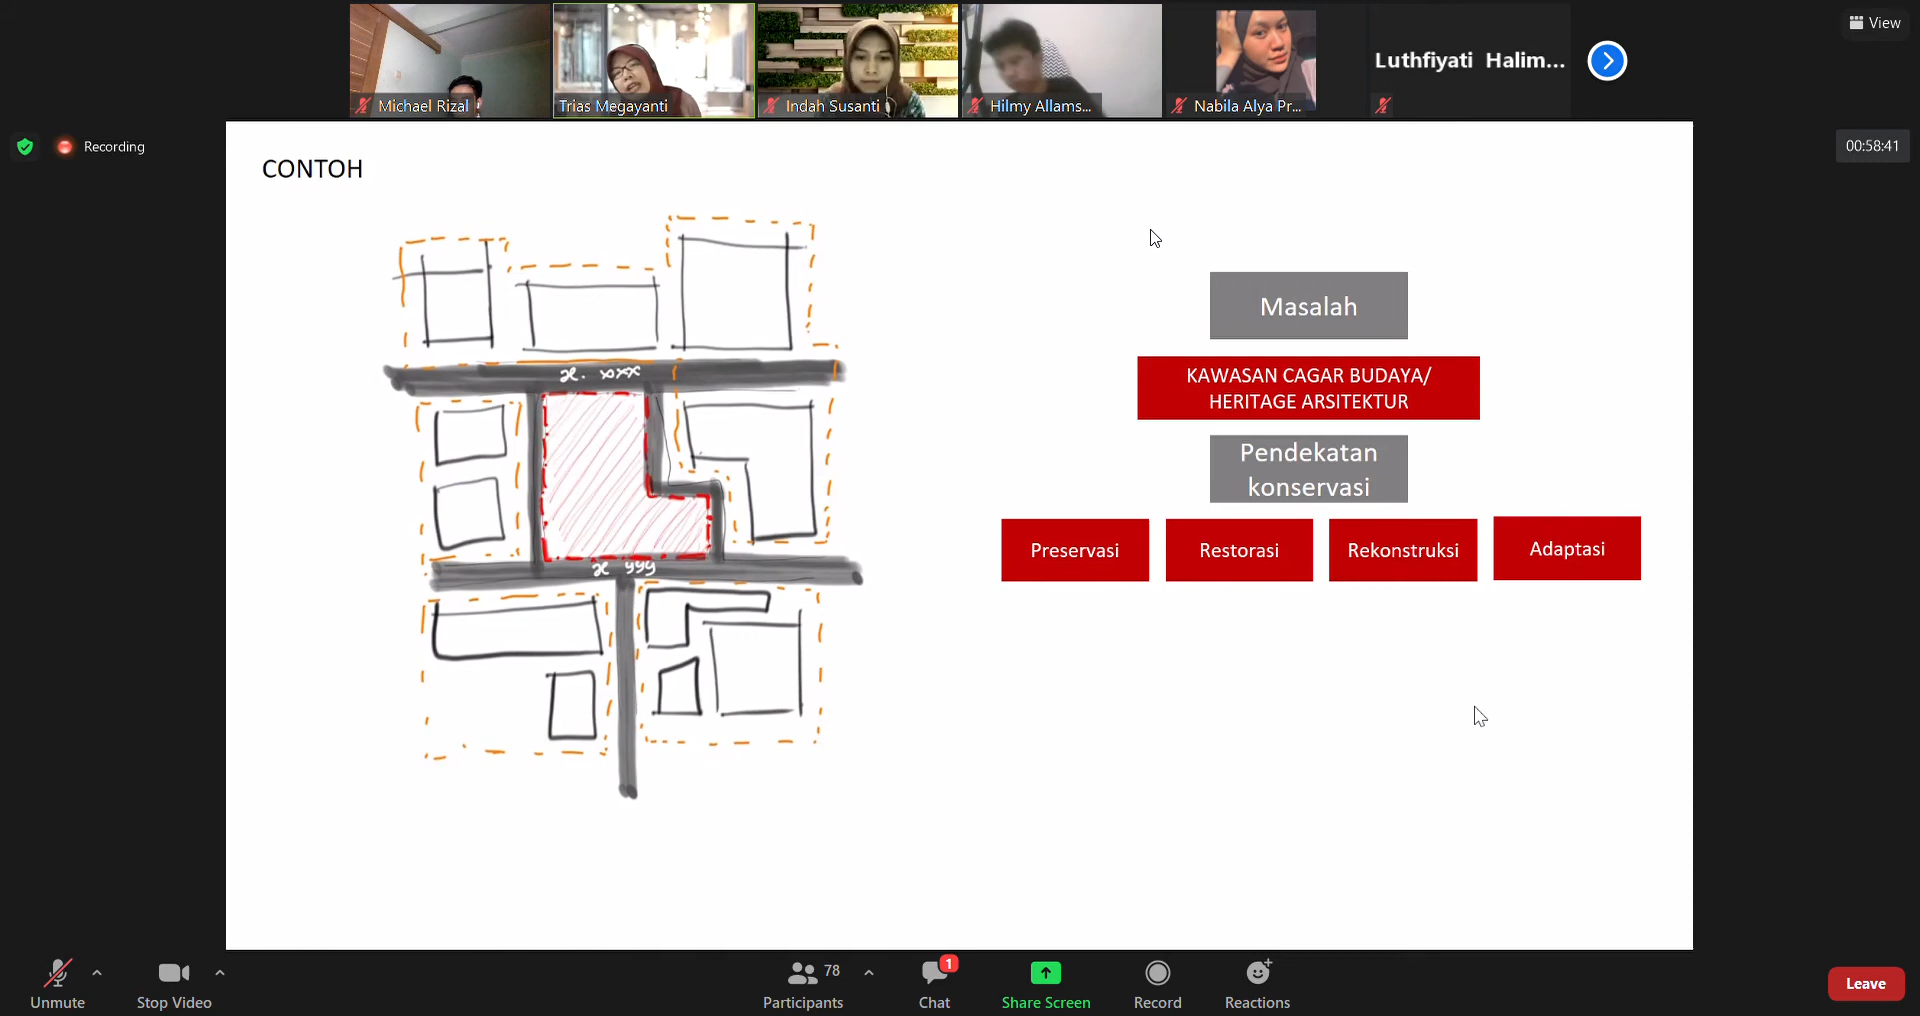 View
Michael Rizal
Trias Megayanti
Indah Susanti
Hilmy Allams...
Nabila Alya Pr...
Luthfiyati Halim...
Recording
00:58:41
CONTOH
Masalah
KAWASAN CAGAR BUDAYA/
HERITAGE ARSITEKTUR
Pendekatan
konservasi
Preservasi
Restorasi
Rekonstruksi
Adaptasi
Unmute
Stop Video
78
Participants
1
Chat
Share Screen
Record
Reactions
Leave